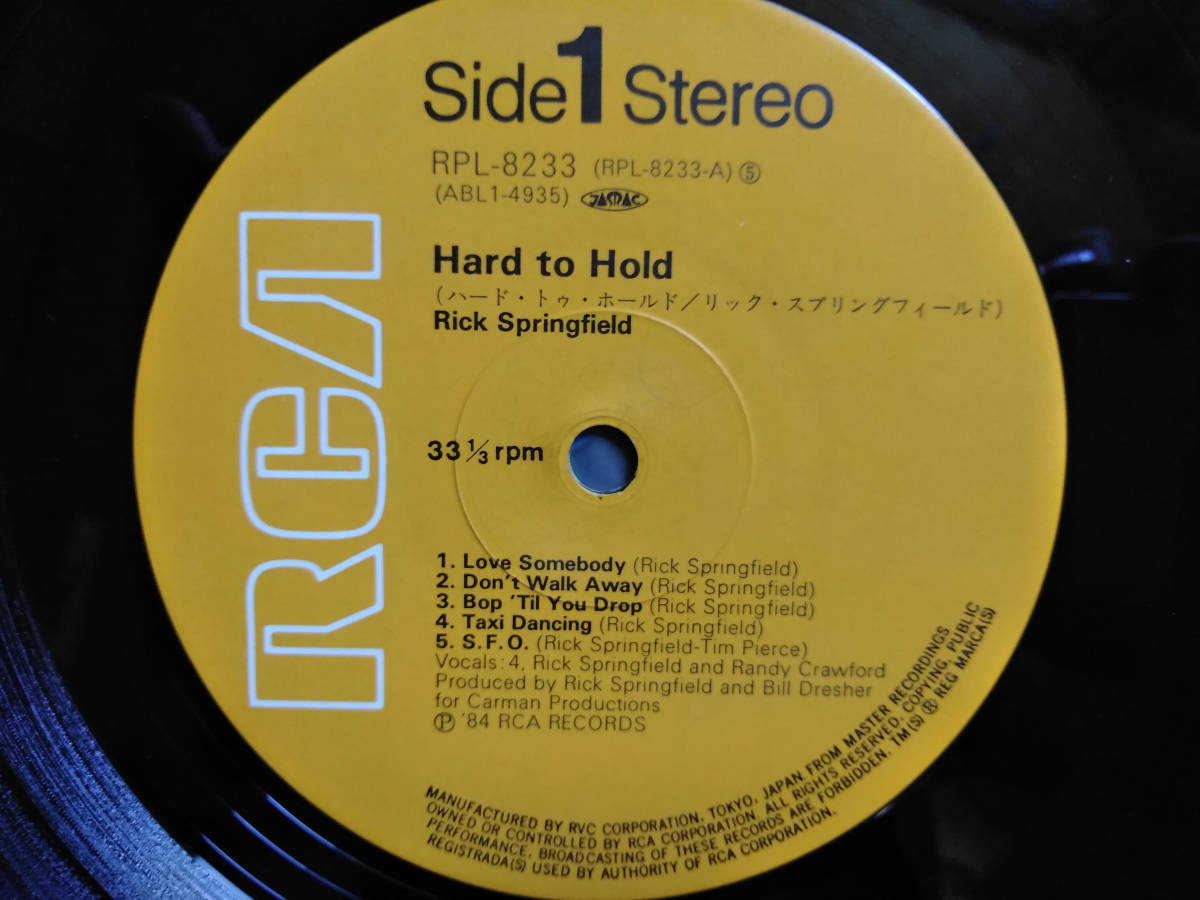 Side 1 Stereo
RPL-8233 (RPL-8233-A) ⑤
(ABL1-4935) JASRAC
Hard to Hold
(ハード・トゥ・ホールド/リック・スプリングフィールド)
Rick Springfield
RCA
33 1/3 rpm
1. Love Somebody (Rick Springfield)
2. Don't Walk Away (Rick Springfield)
3. Bop 'Til You Drop (Rick Springfield)
4. Taxi Dancing (Rick Springfield)
5. S.F.O. (Rick Springfield-Tim Pierce)
Vocals: 4, Rick Springfield and Randy Crawford
Produced by Rick Springfield and Bill Dresher
for Carman Productions
Ⓟ '84 RCA RECORDS
MANUFACTURED BY RVC CORPORATION, TOKYO, JAPAN, FROM MASTER RECORDINGS
OWNED OR CONTROLLED BY RCA CORPORATION. ALL RIGHTS RESERVED, COPYING, PUBLIC
PERFORMANCE, BROADCASTING OF THESE RECORDS ARE FORBIDDEN. TM(S) ® REG MARCA(S)
REGISTRADA(S) USED BY AUTHORITY OF RCA CORPORATION.